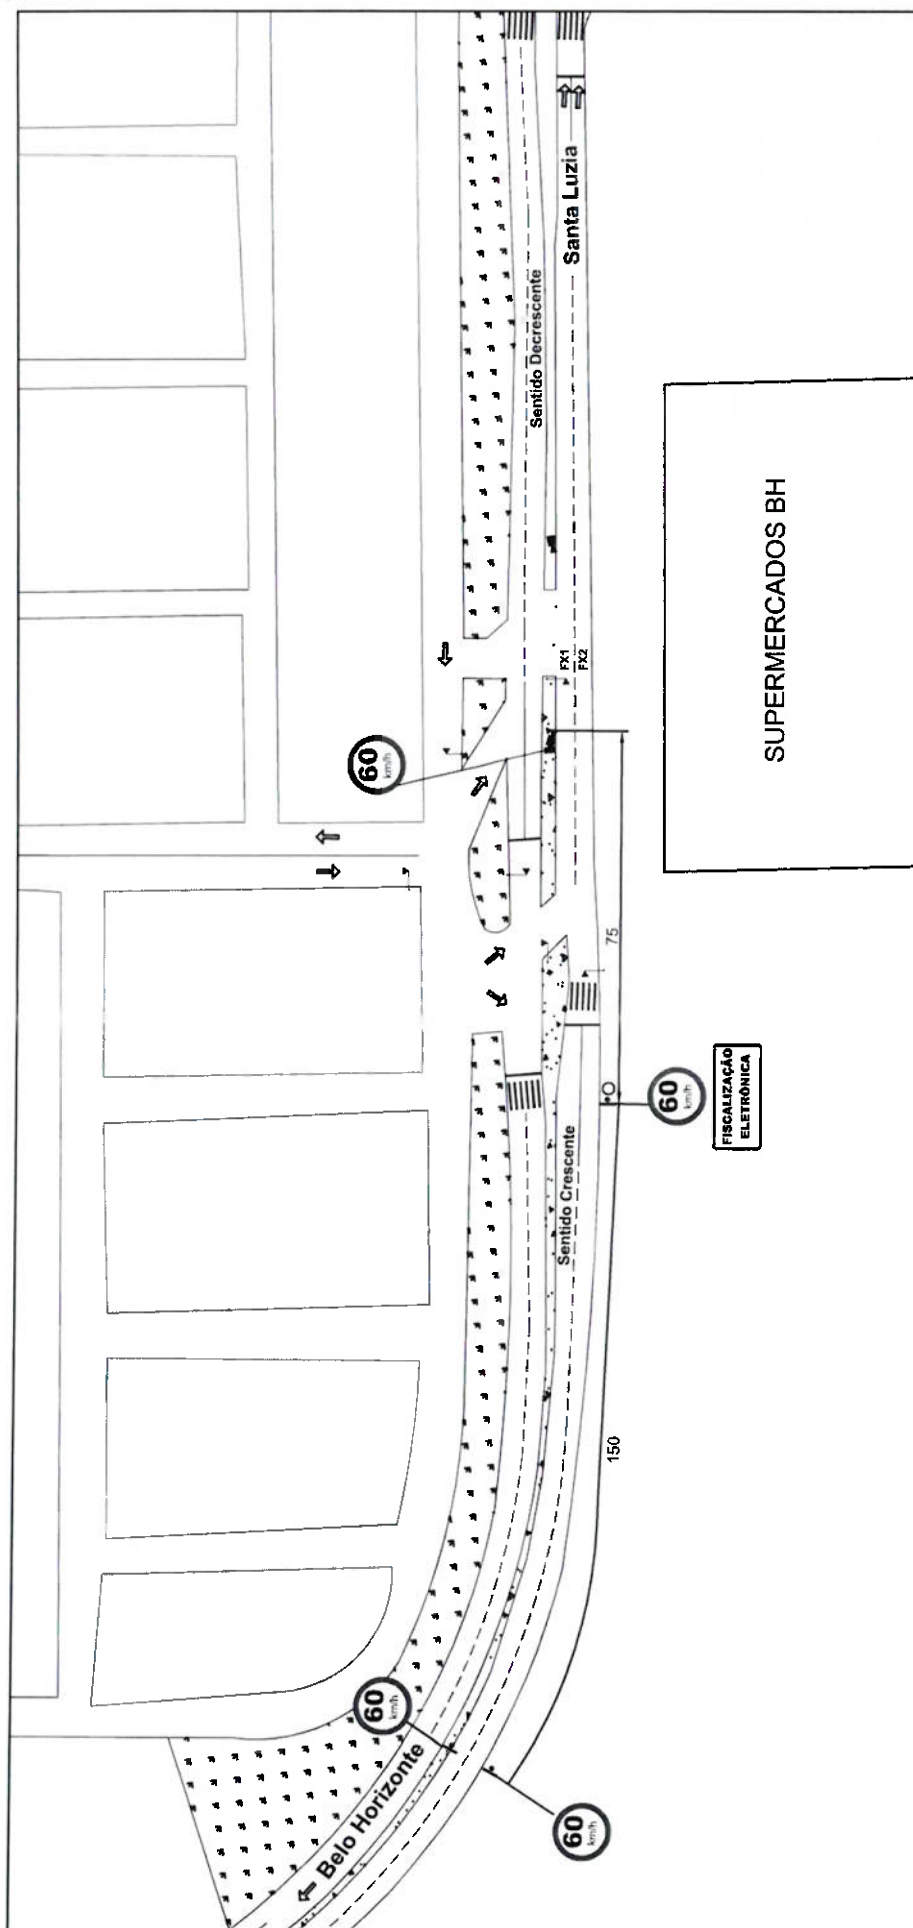 Santa Luzia
Sentido Decrescente
SUPERMERCADOS BH
FX1
FX2
60
km/h
75
60
km/h
FISCALIZAÇÃO
ELETRÔNICA
Sentido Crescente
150
60
km/h
Belo Horizonte
60
km/h